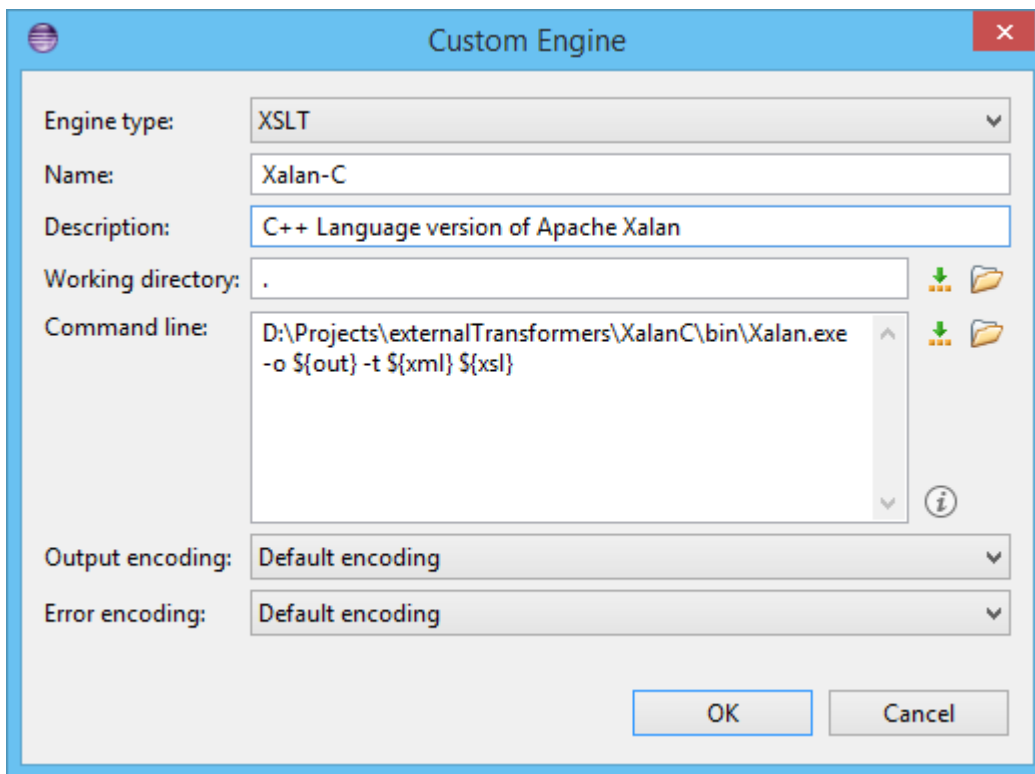 Custom Engine
Engine type: XSLT
Name: Xalan-C
Description: C++ Language version of Apache Xalan
Working directory: .
Command line: D:\Projects\externalTransformers\XalanC\bin\Xalan.exe
-o ${out} -t ${xml} ${xsl}
Output encoding: Default encoding
Error encoding: Default encoding
OK Cancel